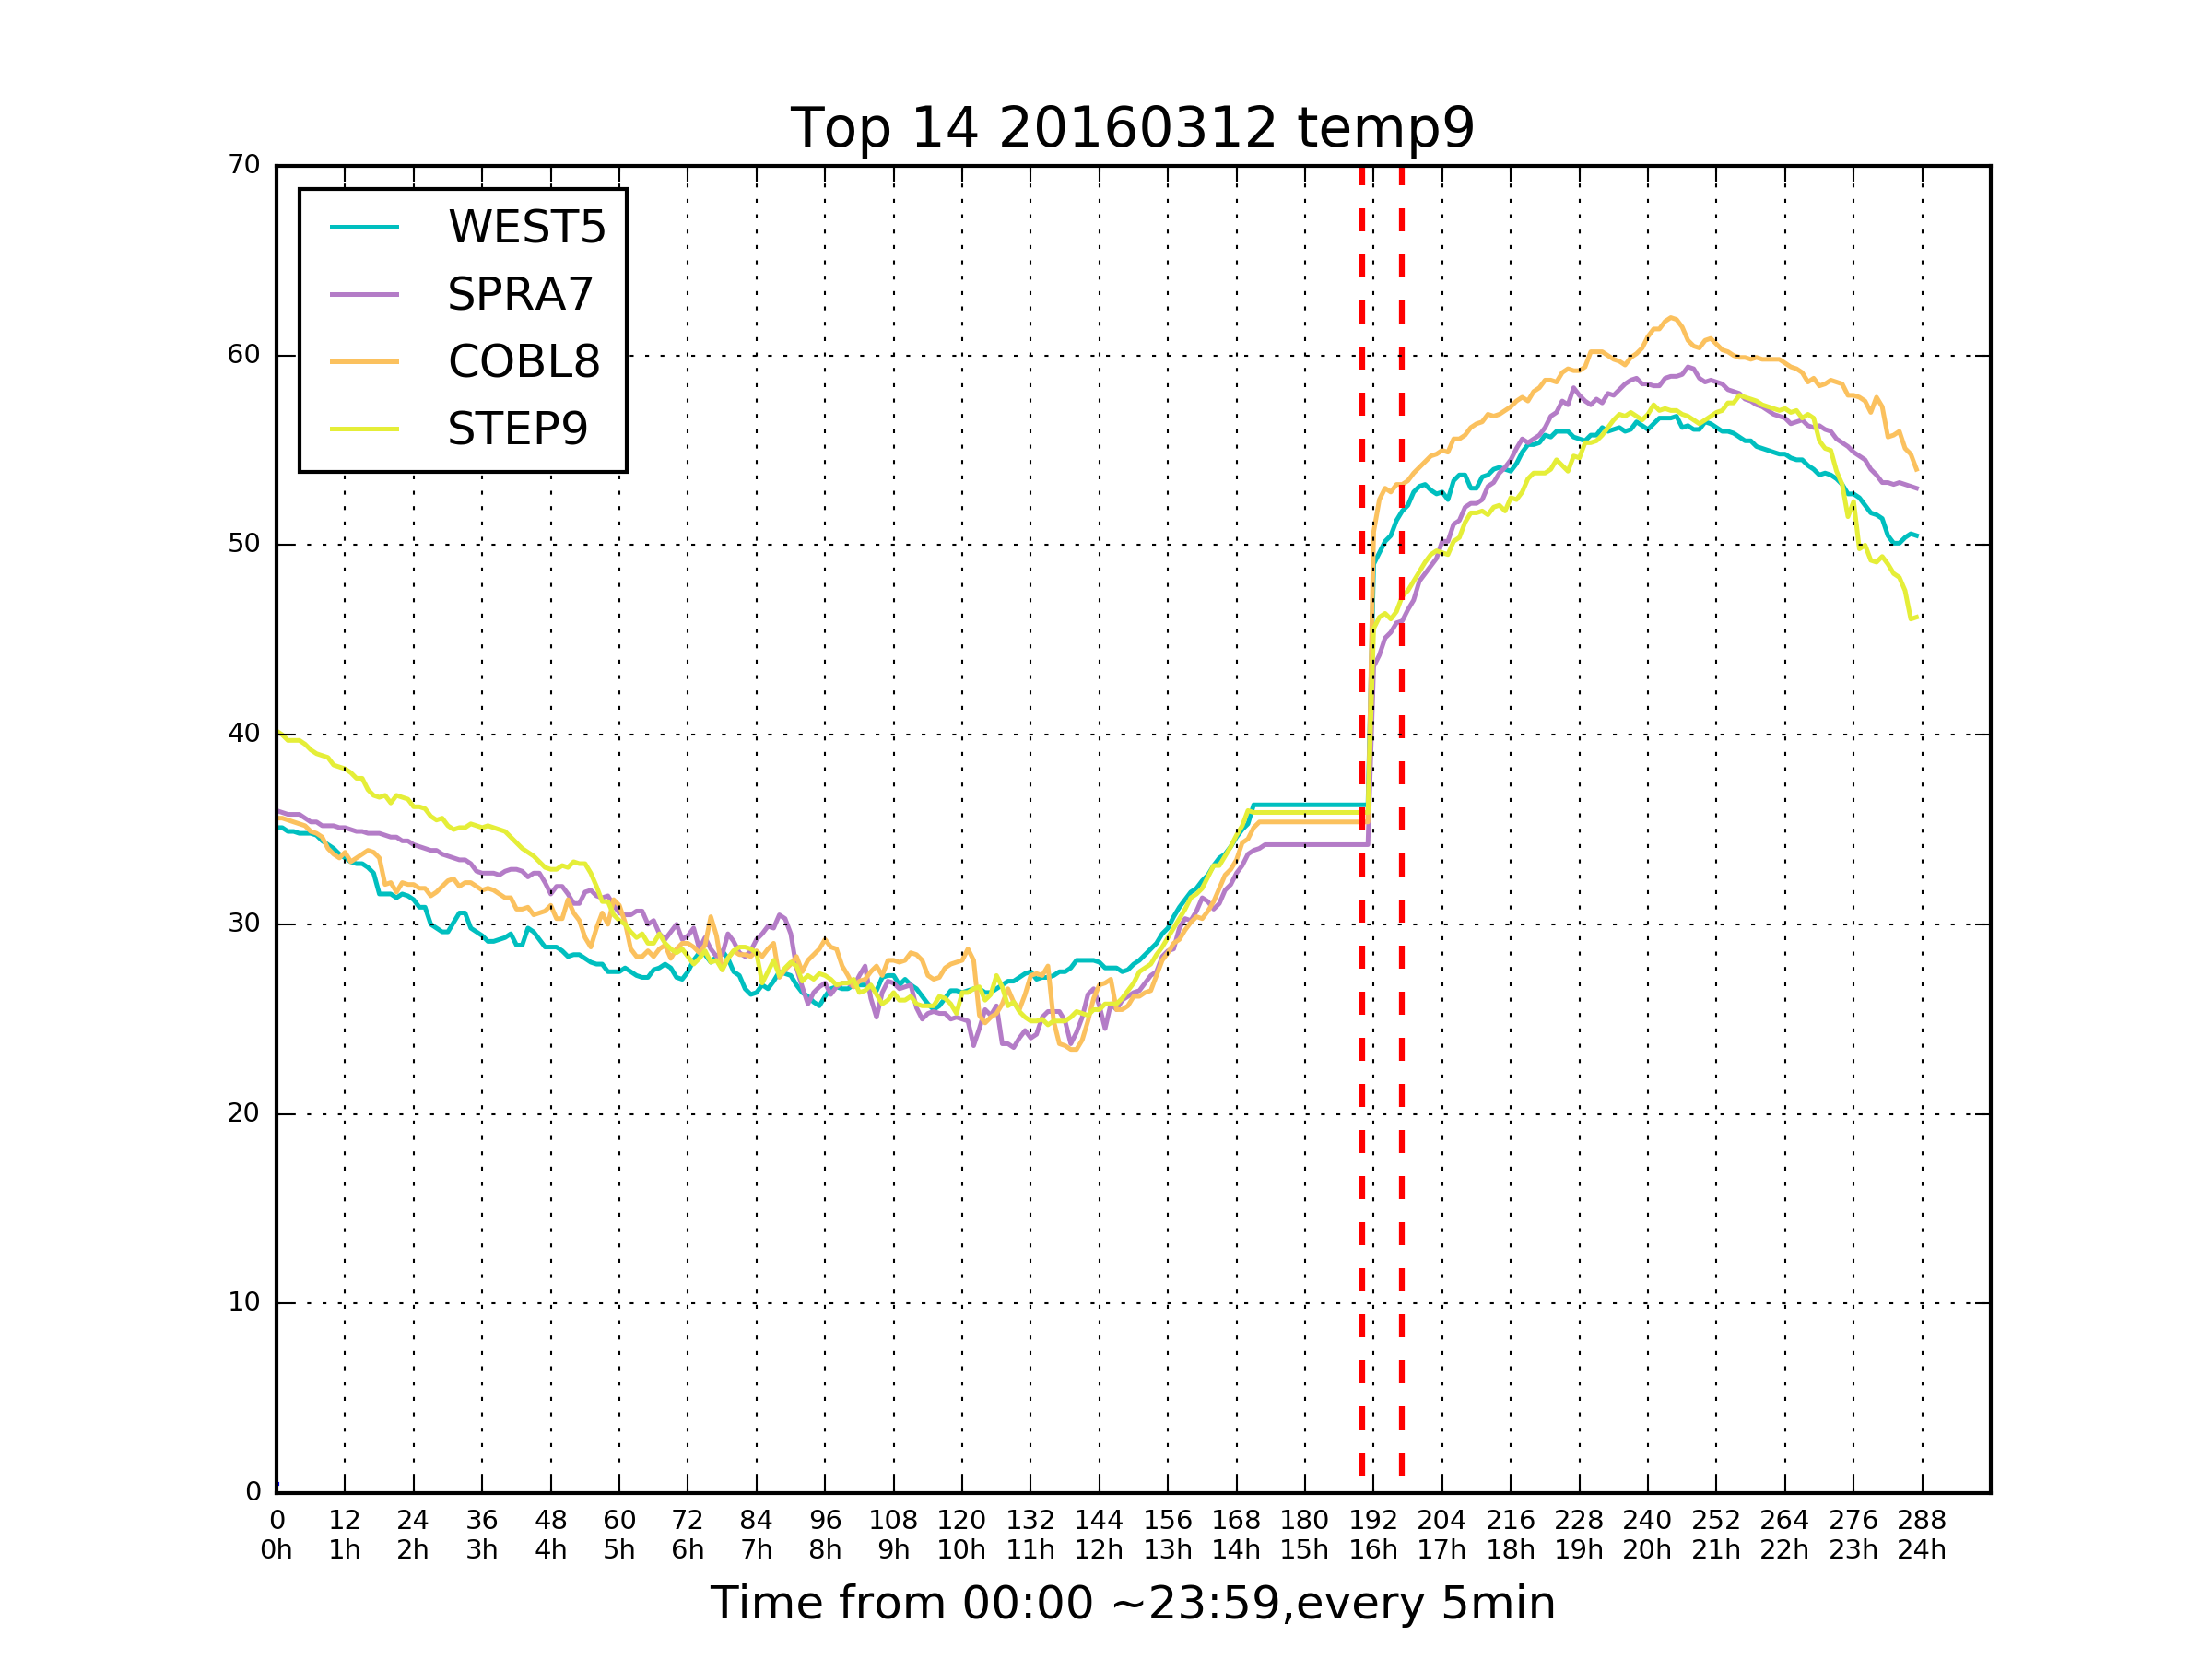 Top 14 20160312 temp9
70
60
50
40
30
20
10
0
WEST5
SPRA7
COBL8
STEP9
0 12 24 36 48 60 72 84 96 108 120 132 144 156 168 180 192 204 216 228 240 252 264 276 288
0h 1h 2h 3h 4h 5h 6h 7h 8h 9h 10h 11h 12h 13h 14h 15h 16h 17h 18h 19h 20h 21h 22h 23h 24h
Time from 00:00 ~23:59,every 5min